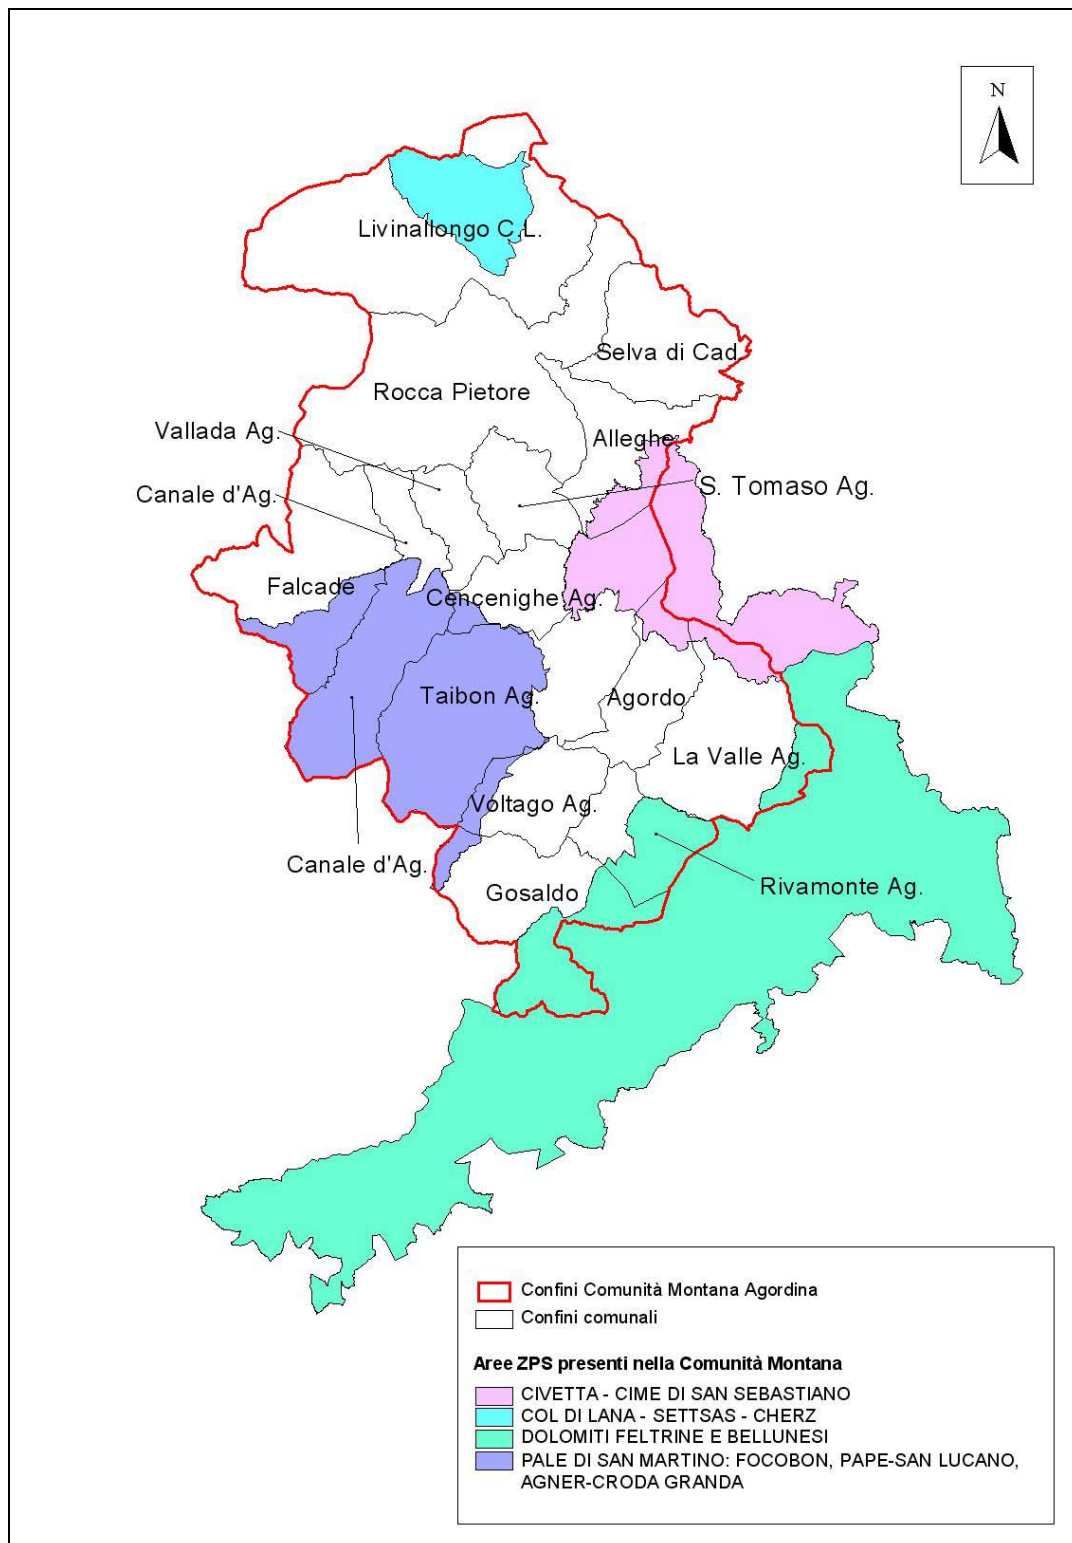 N
Livinallongo C.L.
Selva di Cad.
Rocca Pietore
Vallada Ag.
Alleghe
Canale d'Ag.
S. Tomaso Ag.
Falcade
Cencenighe Ag.
Taibon Ag.
Agordo
La Valle Ag.
Voltago Ag.
Canale d'Ag.
Rivamonte Ag.
Gosaldo
Confini Comunità Montana Agordina
Confini comunali
Aree ZPS presenti nella Comunità Montana
CIVETTA - CIME DI SAN SEBASTIANO
COL DI LANA - SETTSAS - CHERZ
DOLOMITI FELTRINE E BELLUNESI
PALE DI SAN MARTINO: FOCOBON, PAPE-SAN LUCANO,
AGNER-CRODA GRANDA